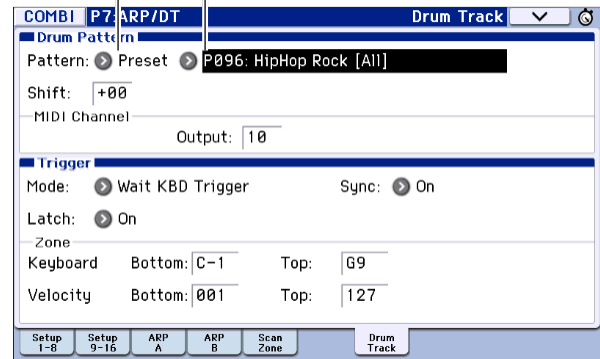 COMBI P7:ARP/DT Drum Track
Drum Pattern
Pattern: Preset P096: HipHop Rock [All]
Shift: +00
MIDI Channel
Output: 10
Trigger
Mode: Wait KBD Trigger Sync: On
Latch: On
Zone
Keyboard Bottom: C-1 Top: G9
Velocity Bottom: 001 Top: 127
Setup 1-8 Setup 9-16 ARP A ARP B Scan Zone Drum Track